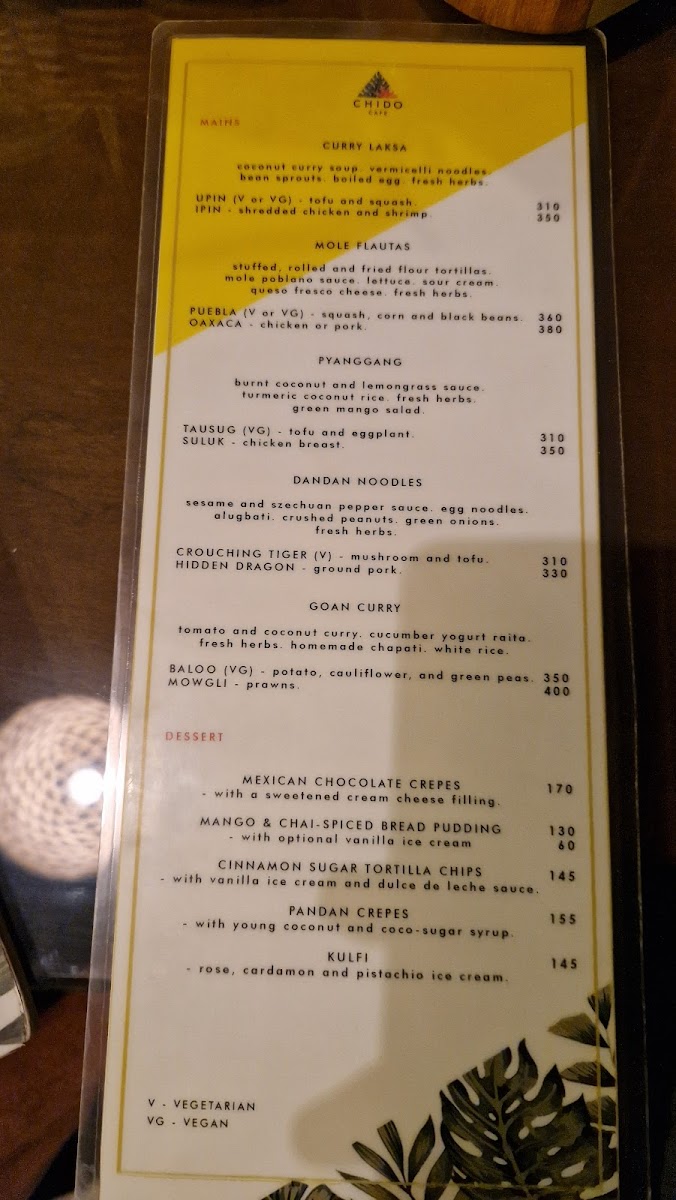 CHIDO
CAFE
MAINS
CURRY LAKSA
coconut curry soup. vermicelli noodles.
bean sprouts. boiled egg. fresh herbs.
UPIN (V or VG) - tofu and squash. 310
IPIN - shredded chicken and shrimp. 350
MOLE FLAUTAS
stuffed, rolled and fried flour tortillas.
mole poblano sauce. lettuce. sour cream.
queso fresco cheese. fresh herbs.
PUEBLA (V or VG) - squash, corn and black beans. 360
OAXACA - chicken or pork. 380
PYANGGANG
burnt coconut and lemongrass sauce.
turmeric coconut rice. fresh herbs.
green mango salad.
TAUSUG (VG) - tofu and eggplant. 310
SULUK - chicken breast. 350
DANDAN NOODLES
sesame and szechuan pepper sauce. egg noodles.
alugbati. crushed peanuts. green onions.
fresh herbs.
CROUCHING TIGER (V) - mushroom and tofu. 310
HIDDEN DRAGON - ground pork. 330
GOAN CURRY
tomato and coconut curry. cucumber yogurt raita.
fresh herbs. homemade chapati. white rice.
BALOO (VG) - potato, cauliflower, and green peas. 350
MOWGLI - prawns. 400
DESSERT
MEXICAN CHOCOLATE CREPES 170
- with a sweetened cream cheese filling.
MANGO & CHAI-SPICED BREAD PUDDING 130
- with optional vanilla ice cream 60
CINNAMON SUGAR TORTILLA CHIPS 145
- with vanilla ice cream and dulce de leche sauce.
PANDAN CREPES 155
- with young coconut and coco-sugar syrup.
KULFI 145
- rose, cardamon and pistachio ice cream.
V - VEGETARIAN
VG - VEGAN